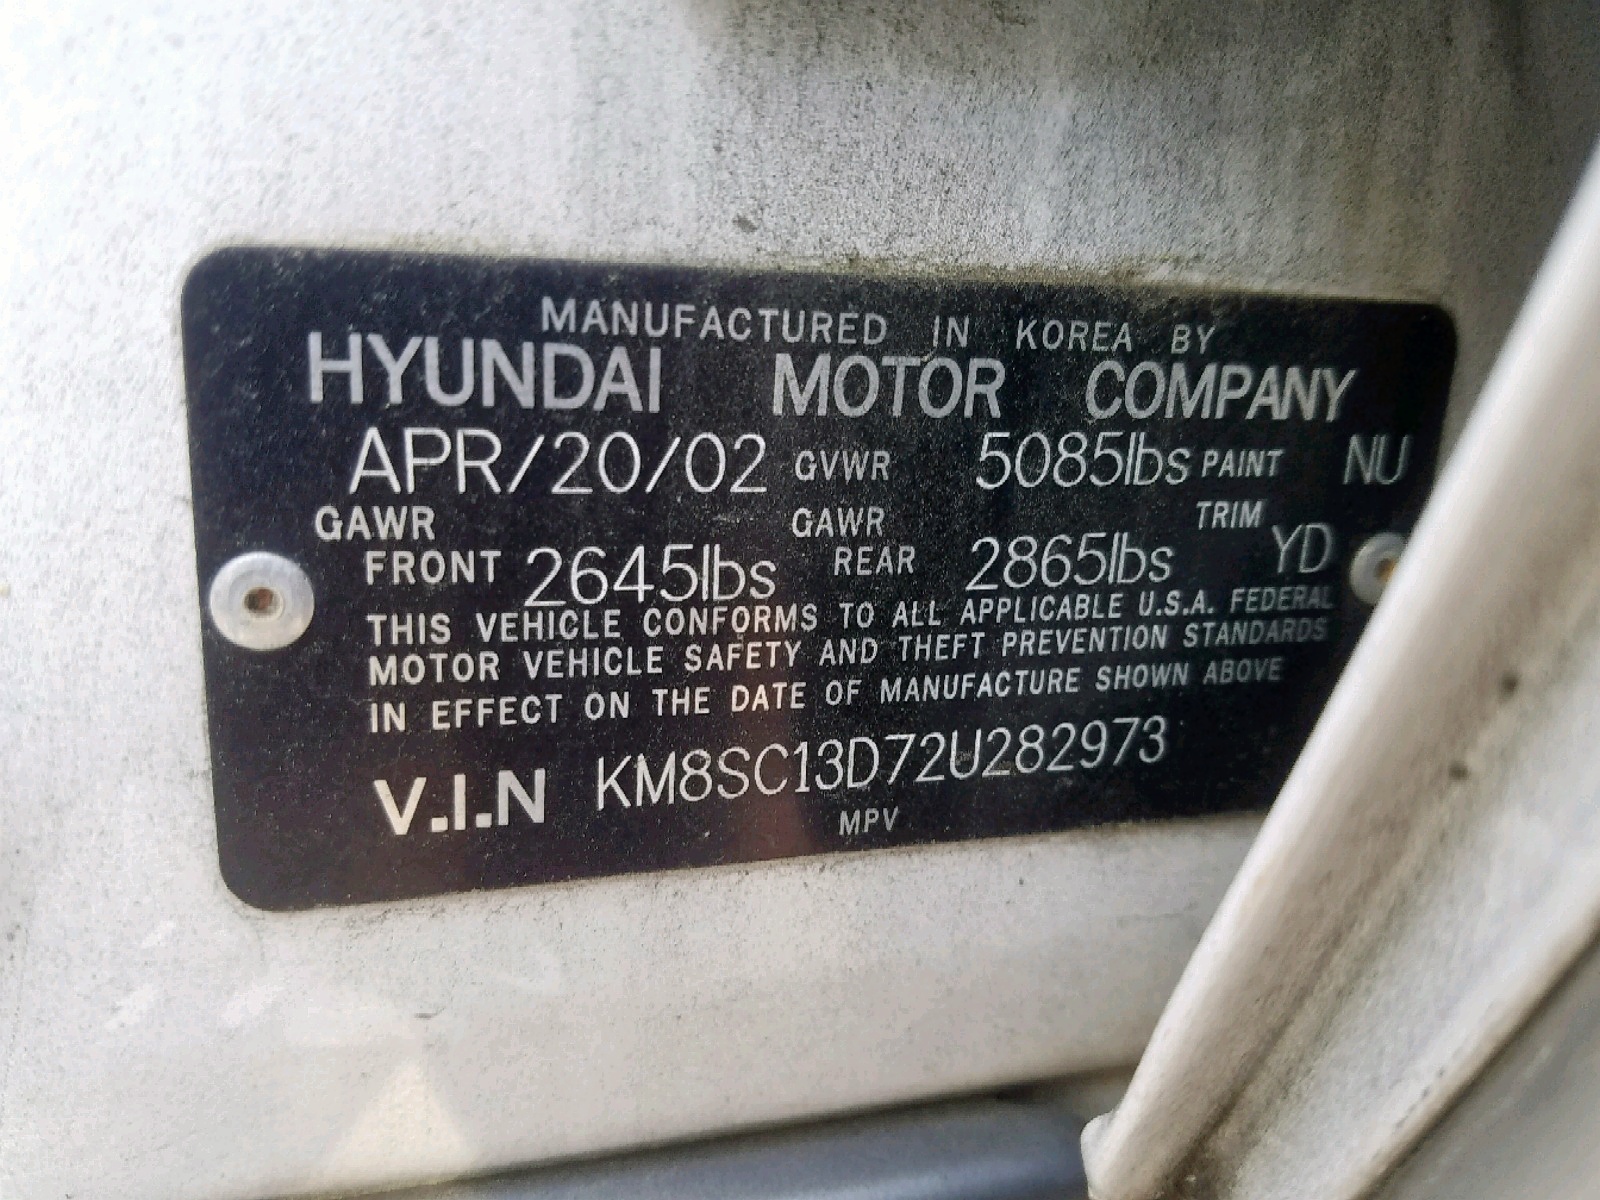 MANUFACTURED IN KOREA BY
HYUNDAI MOTOR COMPANY
APR/20/02 GVWR 5085lbs PAINT NU
GAWR GAWR TRIM
FRONT 2645lbs REAR 2865lbs YD
THIS VEHICLE CONFORMS TO ALL APPLICABLE U.S.A. FEDERAL
MOTOR VEHICLE SAFETY AND THEFT PREVENTION STANDARDS
IN EFFECT ON THE DATE OF MANUFACTURE SHOWN ABOVE
V.I.N KM8SC13D72U282973
MPV